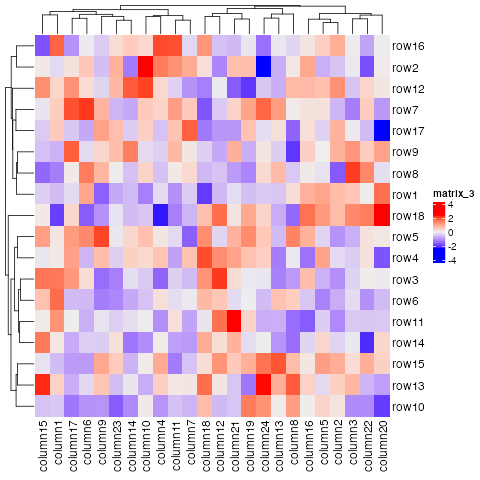 row16
row2
row12
row7
row17
row9
row8
row1
row18
row5
row4
row3
row6
row11
row14
row15
row13
row10
matrix_3
4
2
0
-2
-4
column15
column1
column17
column6
column9
column23
column14
column10
column4
column11
column7
column18
column12
column21
column19
column24
column13
column8
column16
column5
column2
column3
column22
column20